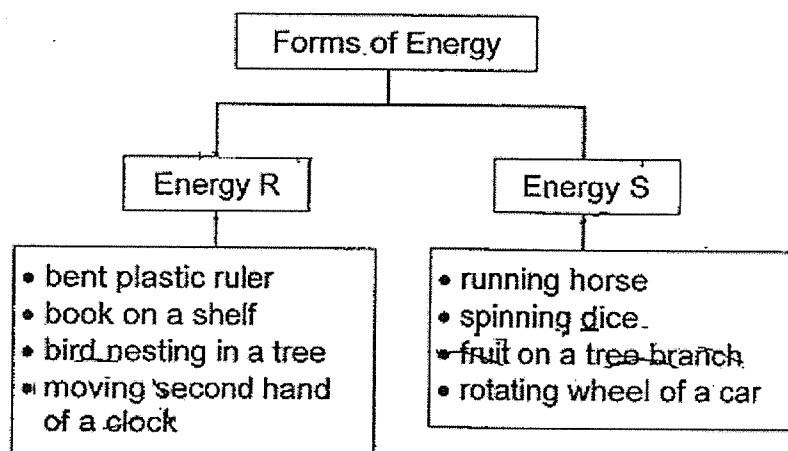 Forms of Energy
Energy R
• bent plastic ruler
• book on a shelf
• bird nesting in a tree
• moving second hand
of a clock
Energy S
• running horse
• spinning dice
• fruit on a tree branch
• rotating wheel of a car